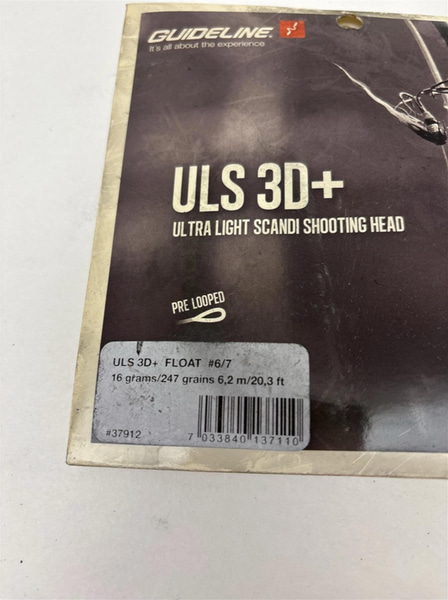 GUIDELINE.
It's all about the experience
ULS 3D+
ULTRA LIGHT SCANDI SHOOTING HEAD
PRE LOOPED
ULS 3D+ FLOAT #6/7
16 grams/247 grains 6,2 m/20,3 ft
#37912
7 033840 137110